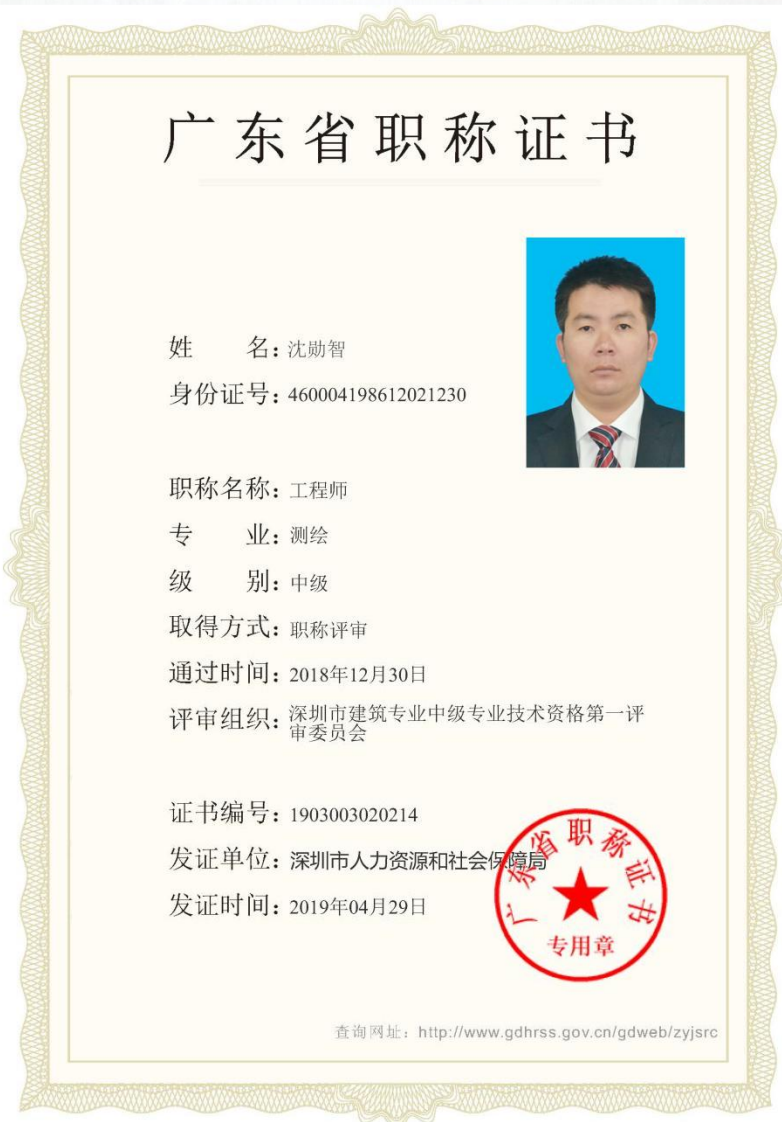 广东省职称证书
姓　　名：沈勋智
身份证号：460004198612021230
职称名称：工程师
专　　业：测绘
级　　别：中级
取得方式：职称评审
通过时间：2018年12月30日
评审组织：深圳市建筑专业中级专业技术资格第一评
审委员会
证书编号：1903003020214
发证单位：深圳市人力资源和社会保障局
发证时间：2019年04月29日
广东省职称证书
专用章
查询网址：http://www.gdhrss.gov.cn/gdweb/zyjsrc